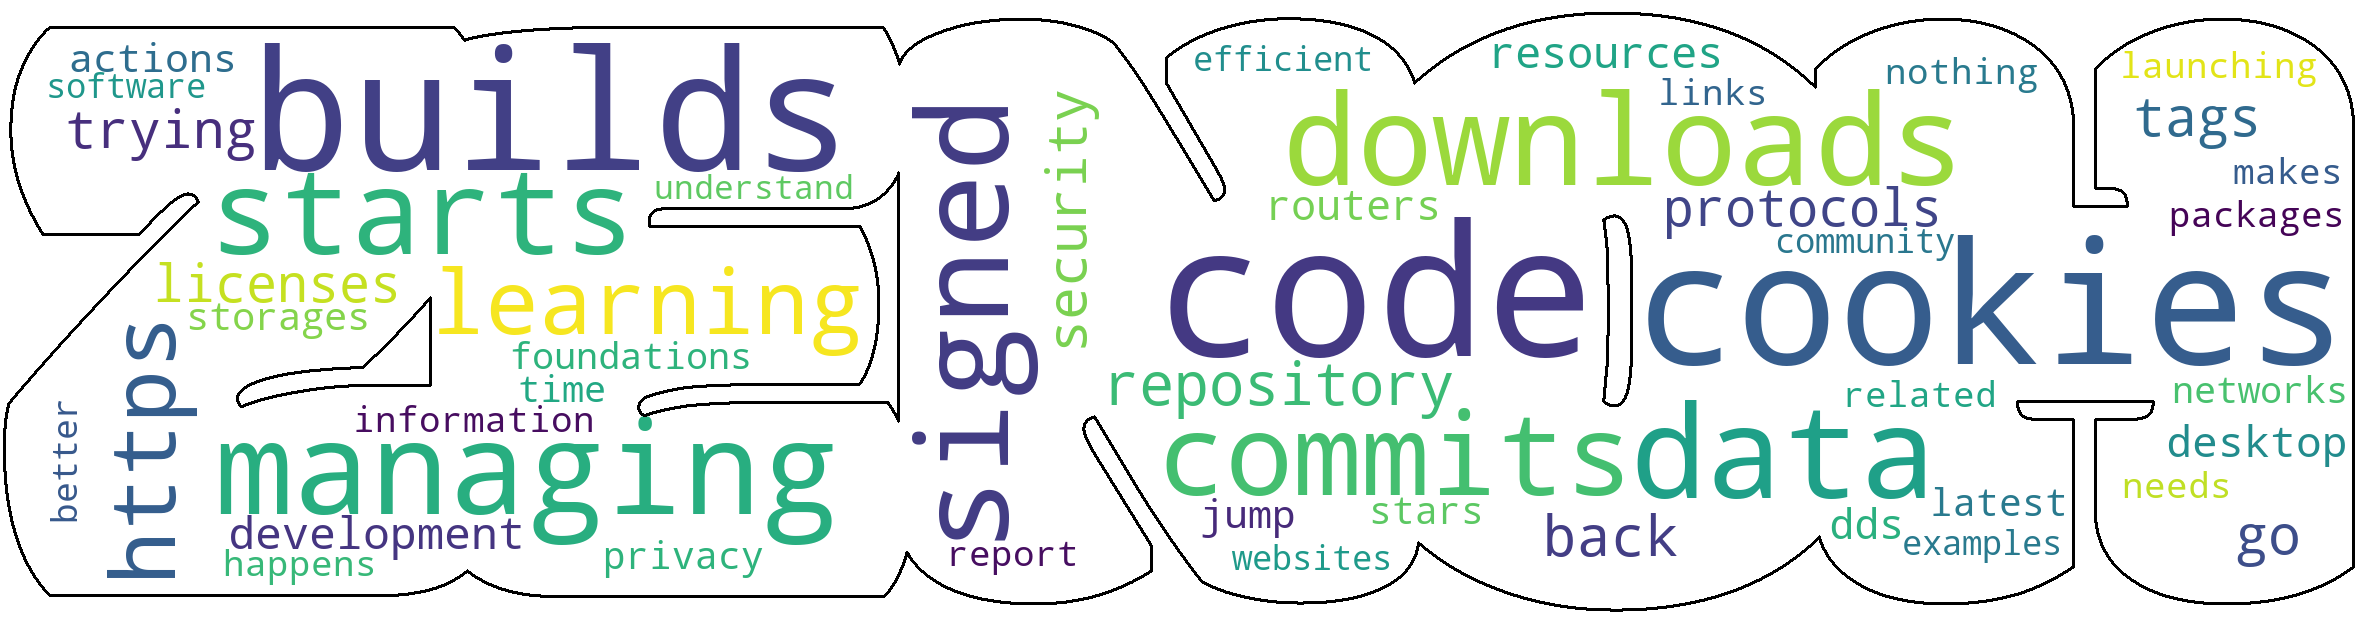 actions
software
trying
builds
starts
understand
licenses
storages
learning
foundations
time
https
better
information
managing
development
happens
privacy
signed
security
report
efficient
resources
links
nothing
downloads
routers
protocols
community
code
cookies
repository
commits
data
related
jump
stars
websites
back
dds
latest
examples
launching
tags
makes
packages
networks
desktop
needs
go